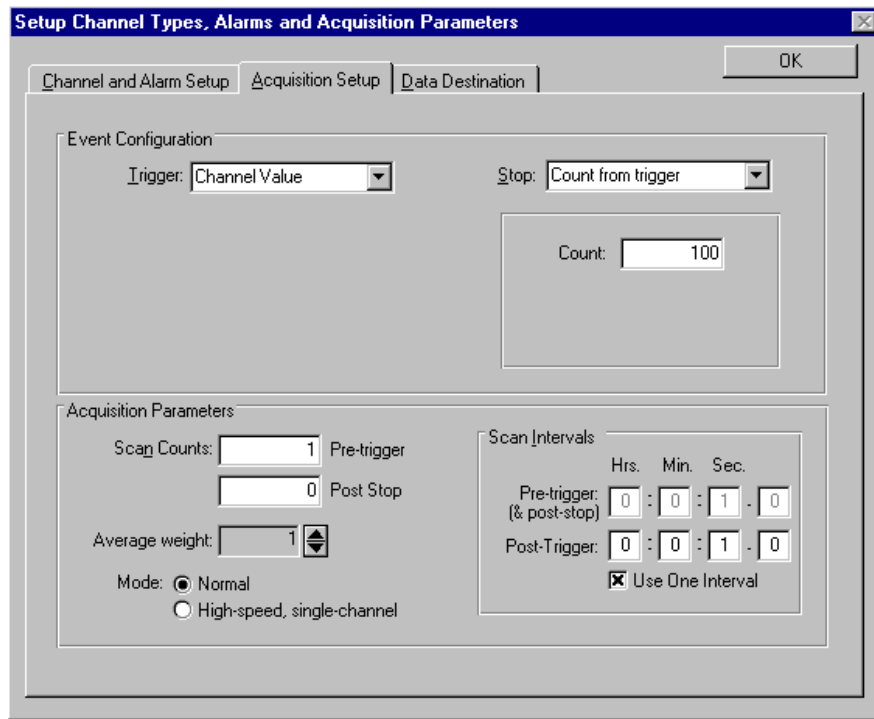 Setup Channel Types, Alarms and Acquisition Parameters
OK
Channel and Alarm Setup Acquisition Setup Data Destination
Event Configuration
Trigger: Channel Value Stop: Count from trigger
Count: 100
Acquisition Parameters
Scan Counts: 1 Pre-trigger
0 Post Stop
Average weight: 1
Mode: Normal
High-speed, single-channel
Scan Intervals
Hrs. Min. Sec.
Pre-trigger: 0 : 0 : 1 . 0
(& post-stop)
Post-Trigger: 0 : 0 : 1 . 0
Use One Interval